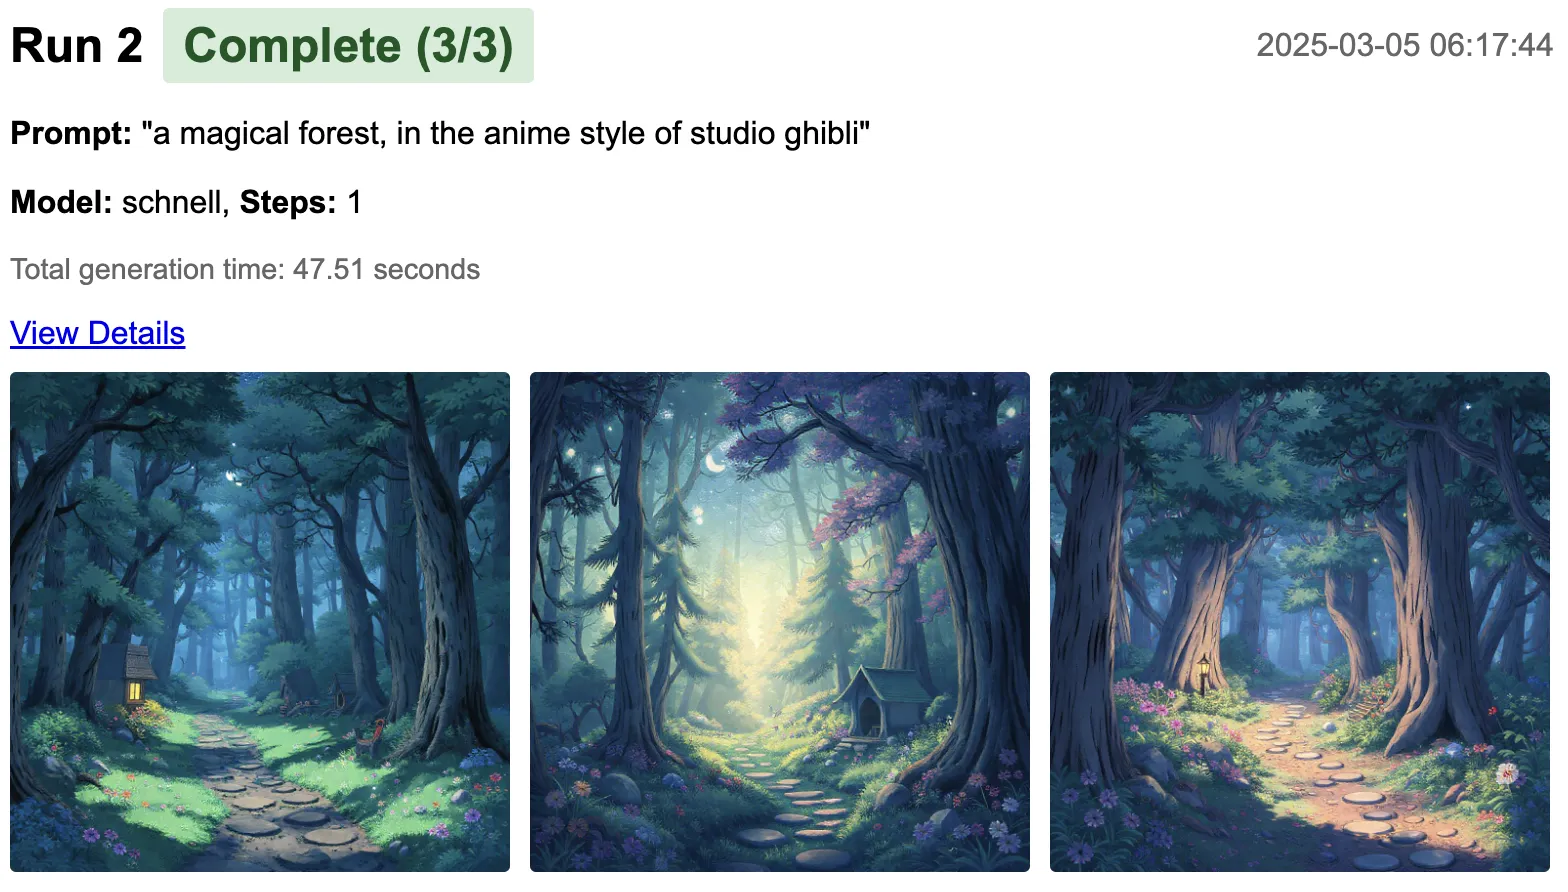 Run 2 Complete (3/3) 2025-03-05 06:17:44
Prompt: "a magical forest, in the anime style of studio ghibli"
Model: schnell, Steps: 1
Total generation time: 47.51 seconds
View Details